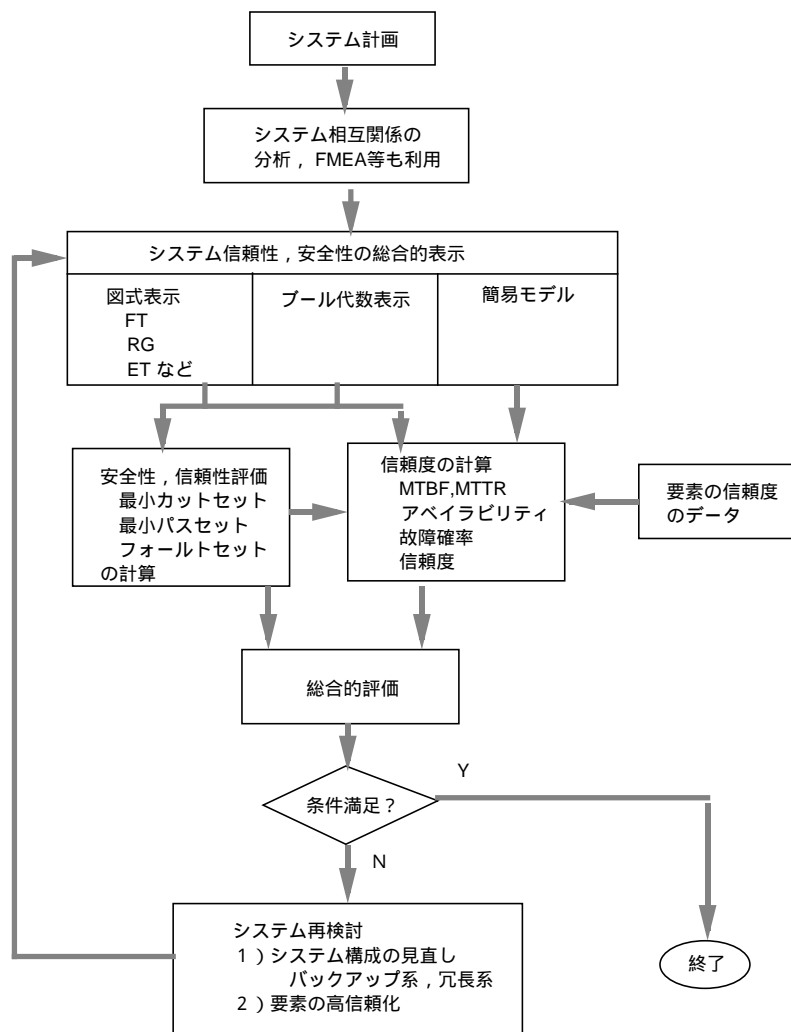 システム計画
システム相互関係の
分析，FMEA等も利用
システム信頼性，安全性の総合的表示
図式表示
FT
RG
ET など
ブール代数表示
簡易モデル
安全性，信頼性評価
最小カットセット
最小パスセット
フォールトセット
の計算
信頼度の計算
MTBF,MTTR
アベイラビリティ
故障確率
信頼度
要素の信頼度
のデータ
総合的評価
条件満足？
Y
N
システム再検討
１）システム構成の見直し
バックアップ系，冗長系
２）要素の高信頼化
終了